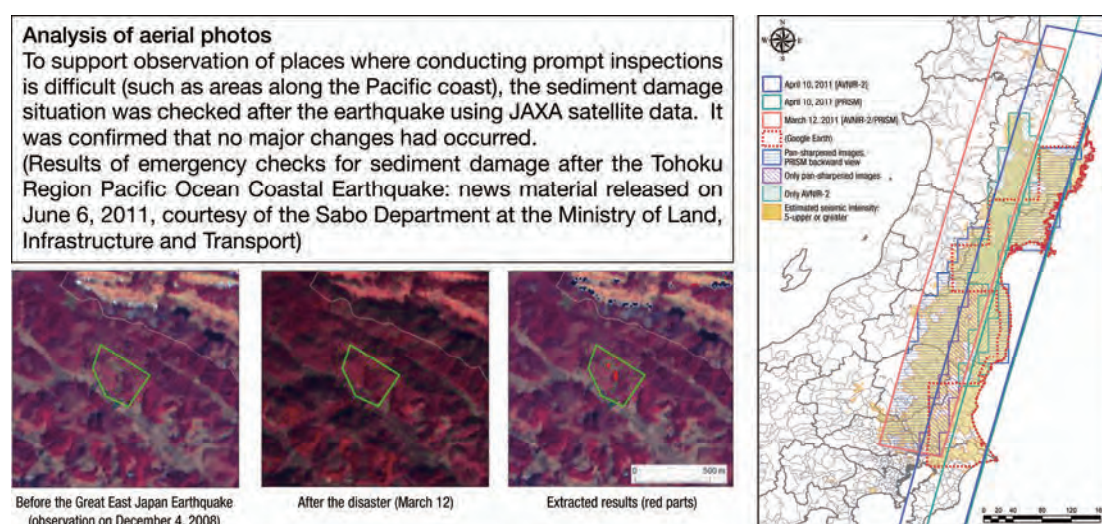 Analysis of aerial photos
To support observation of places where conducting prompt inspections
is difficult (such as areas along the Pacific coast), the sediment damage
situation was checked after the earthquake using JAXA satellite data. It
was confirmed that no major changes had occurred.
(Results of emergency checks for sediment damage after the Tohoku
Region Pacific Ocean Coastal Earthquake: news material released on
June 6, 2011, courtesy of the Sabo Department at the Ministry of Land,
Infrastructure and Transport)
0 500 m
Before the Great East Japan Earthquake
(observation on December 4, 2008)
After the disaster (March 12)
Extracted results (red parts)
N
W E
S
April 10, 2011 [AVNIR-2]
April 10, 2011 [PRISM]
March 12, 2011 [AVNIR-2/PRISM]
(Google Earth)
Pan-sharpened images,
PRISM backward view
Only pan-sharpened images
Only AVNIR-2
Estimated seismic intensity:
5-upper or greater
0 20 40 80 120